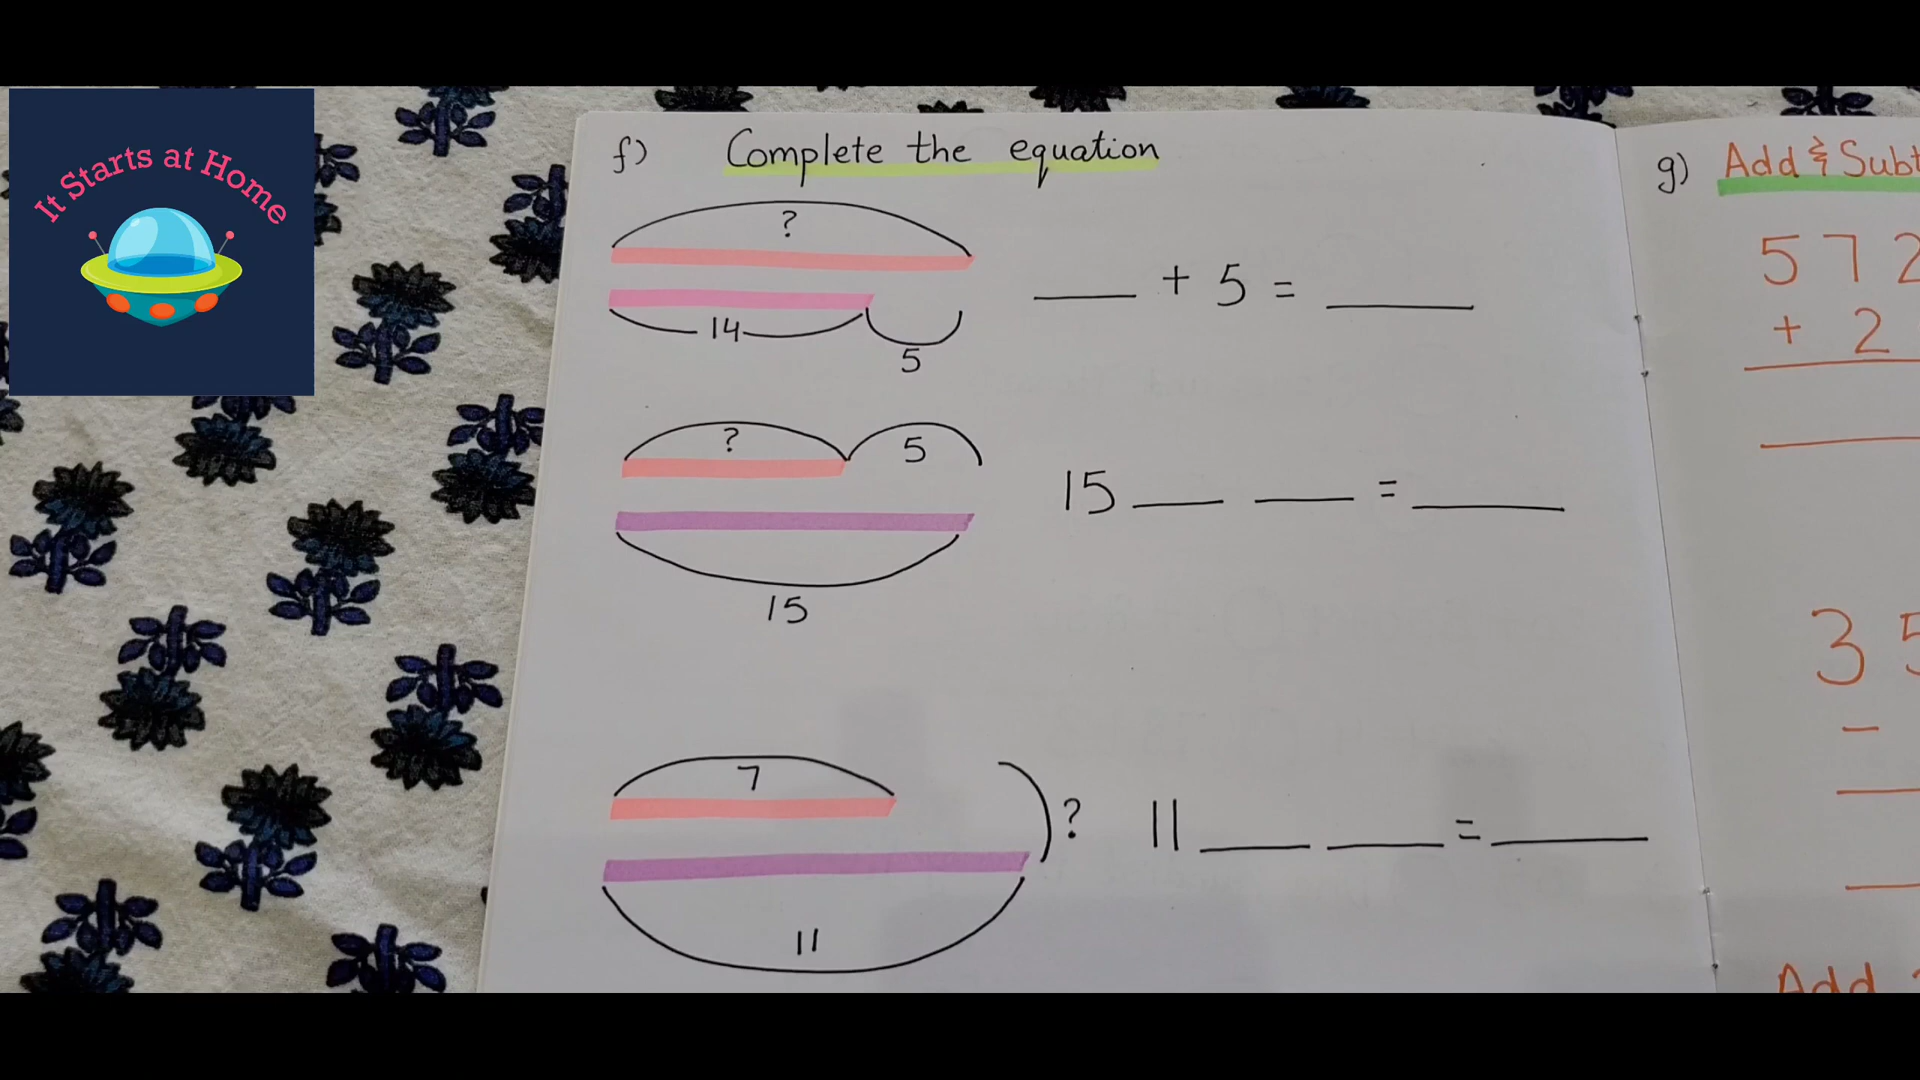 It Starts at Home
f) Complete the equation
?
14
5
___ + 5 = ___
?
5
15
15 ___ ___ = ___
7
?
11
11 ___ ___ = ___
g) Add &
5 7 2
+ 2
3 5
-
Add